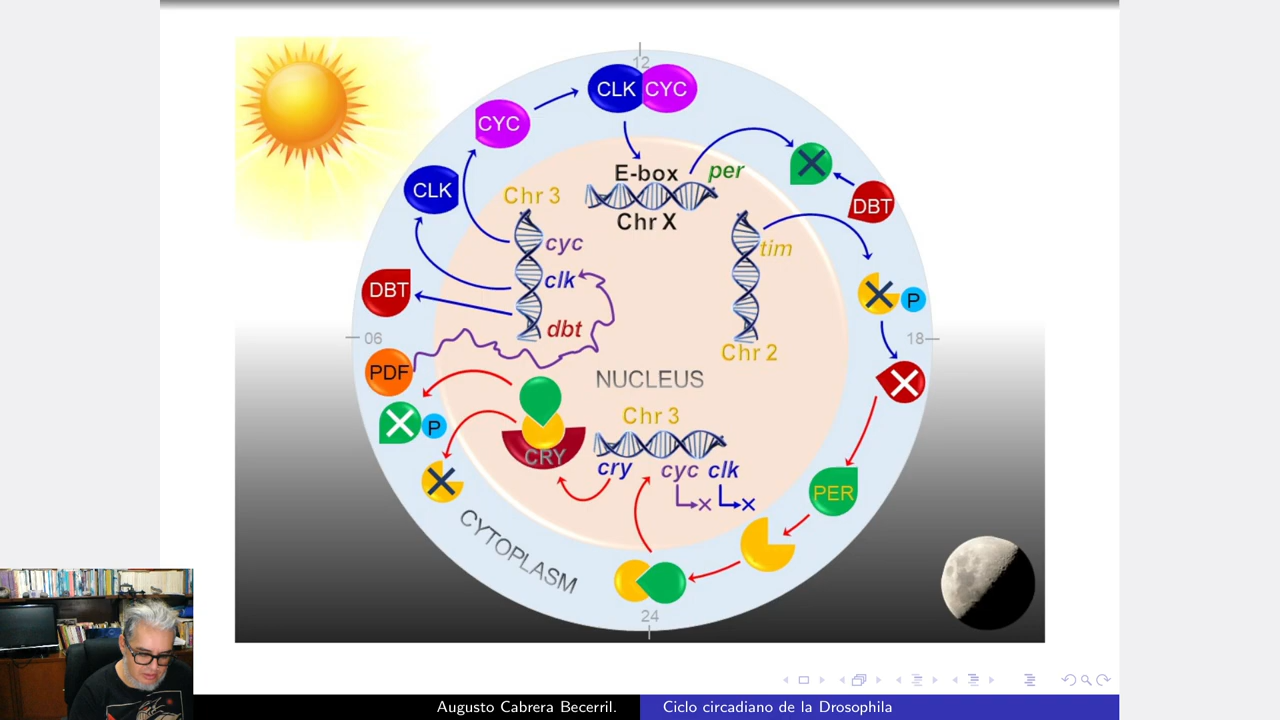 12
CLK CYC
CYC
E-box
per
CLK
Chr 3
DBT
Chr X
cyc
tim
clk
DBT
P
dbt
06
18
Chr 2
PDF
NUCLEUS
P
Chr 3
CRY
cry
cyc
clk
PER
CYTOPLASM
24
Augusto Cabrera Becerril.
Ciclo circadiano de la Drosophila